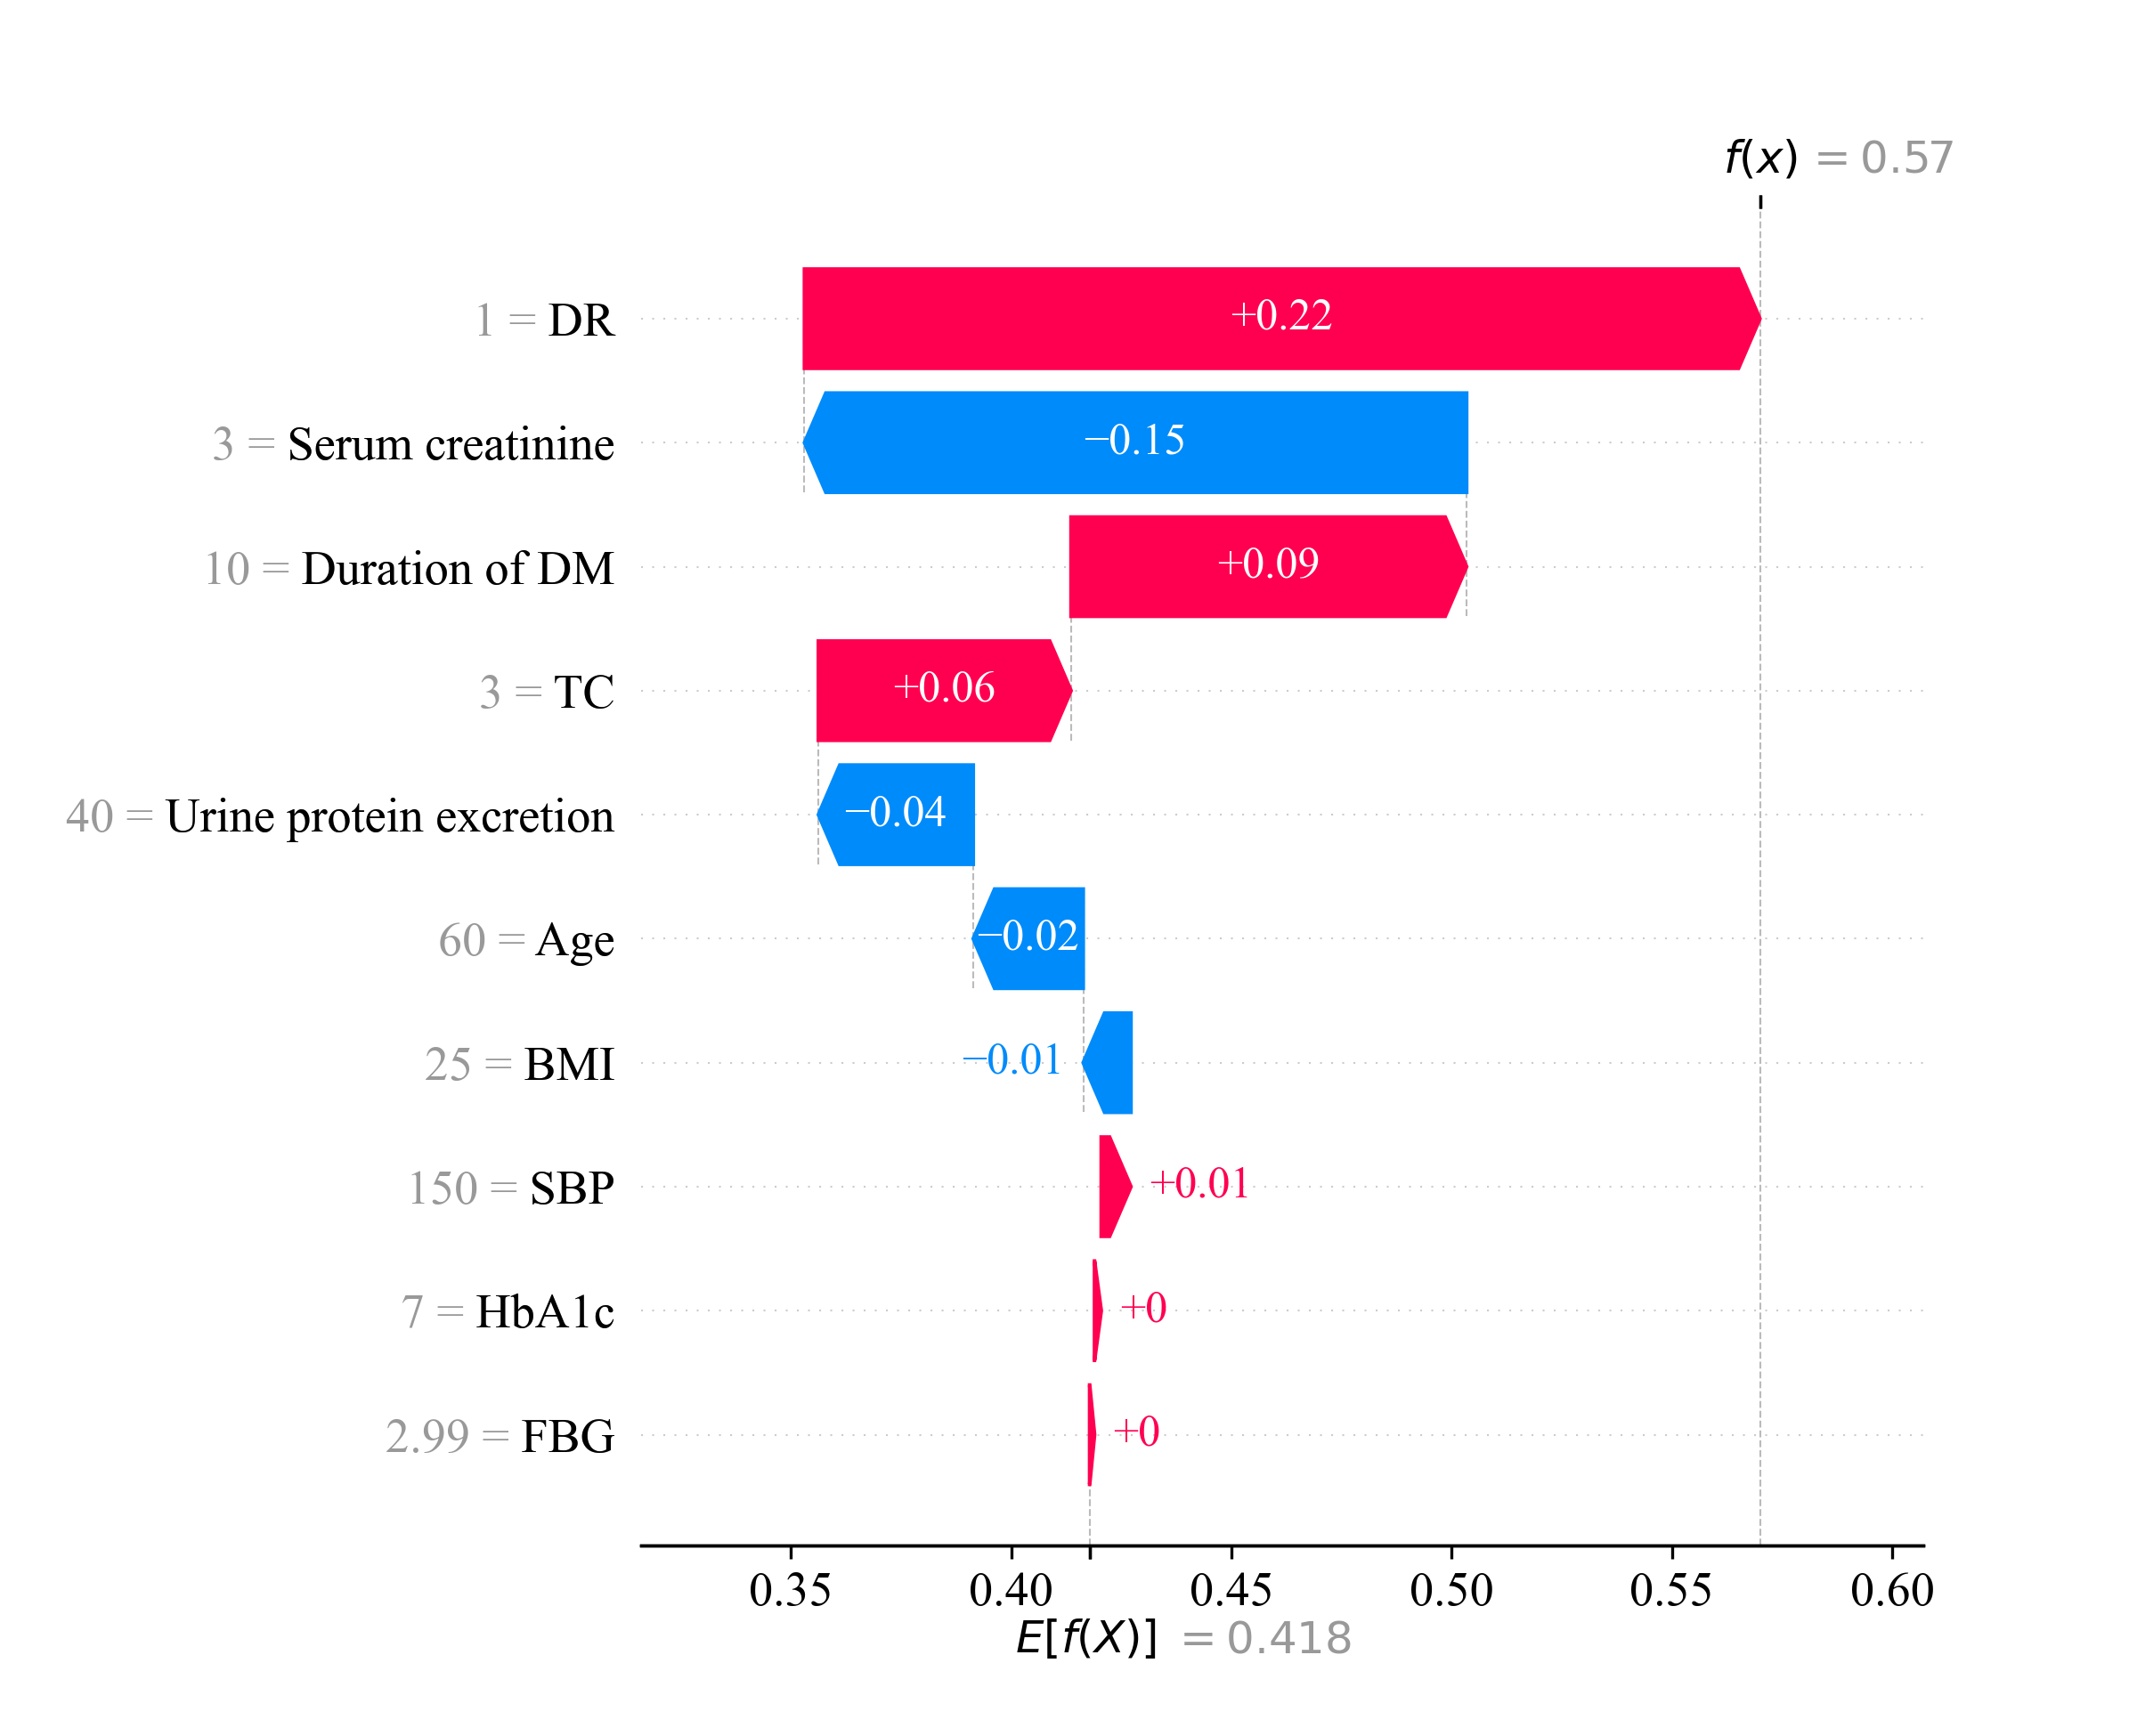 f(x) = 0.57
1 = DR +0.22
3 = Serum creatinine −0.15
10 = Duration of DM +0.09
3 = TC +0.06
40 = Urine protein excretion −0.04
60 = Age −0.02
25 = BMI −0.01
150 = SBP +0.01
7 = HbA1c +0
2.99 = FBG +0
0.35 0.40 0.45 0.50 0.55 0.60
E[f(X)] = 0.418